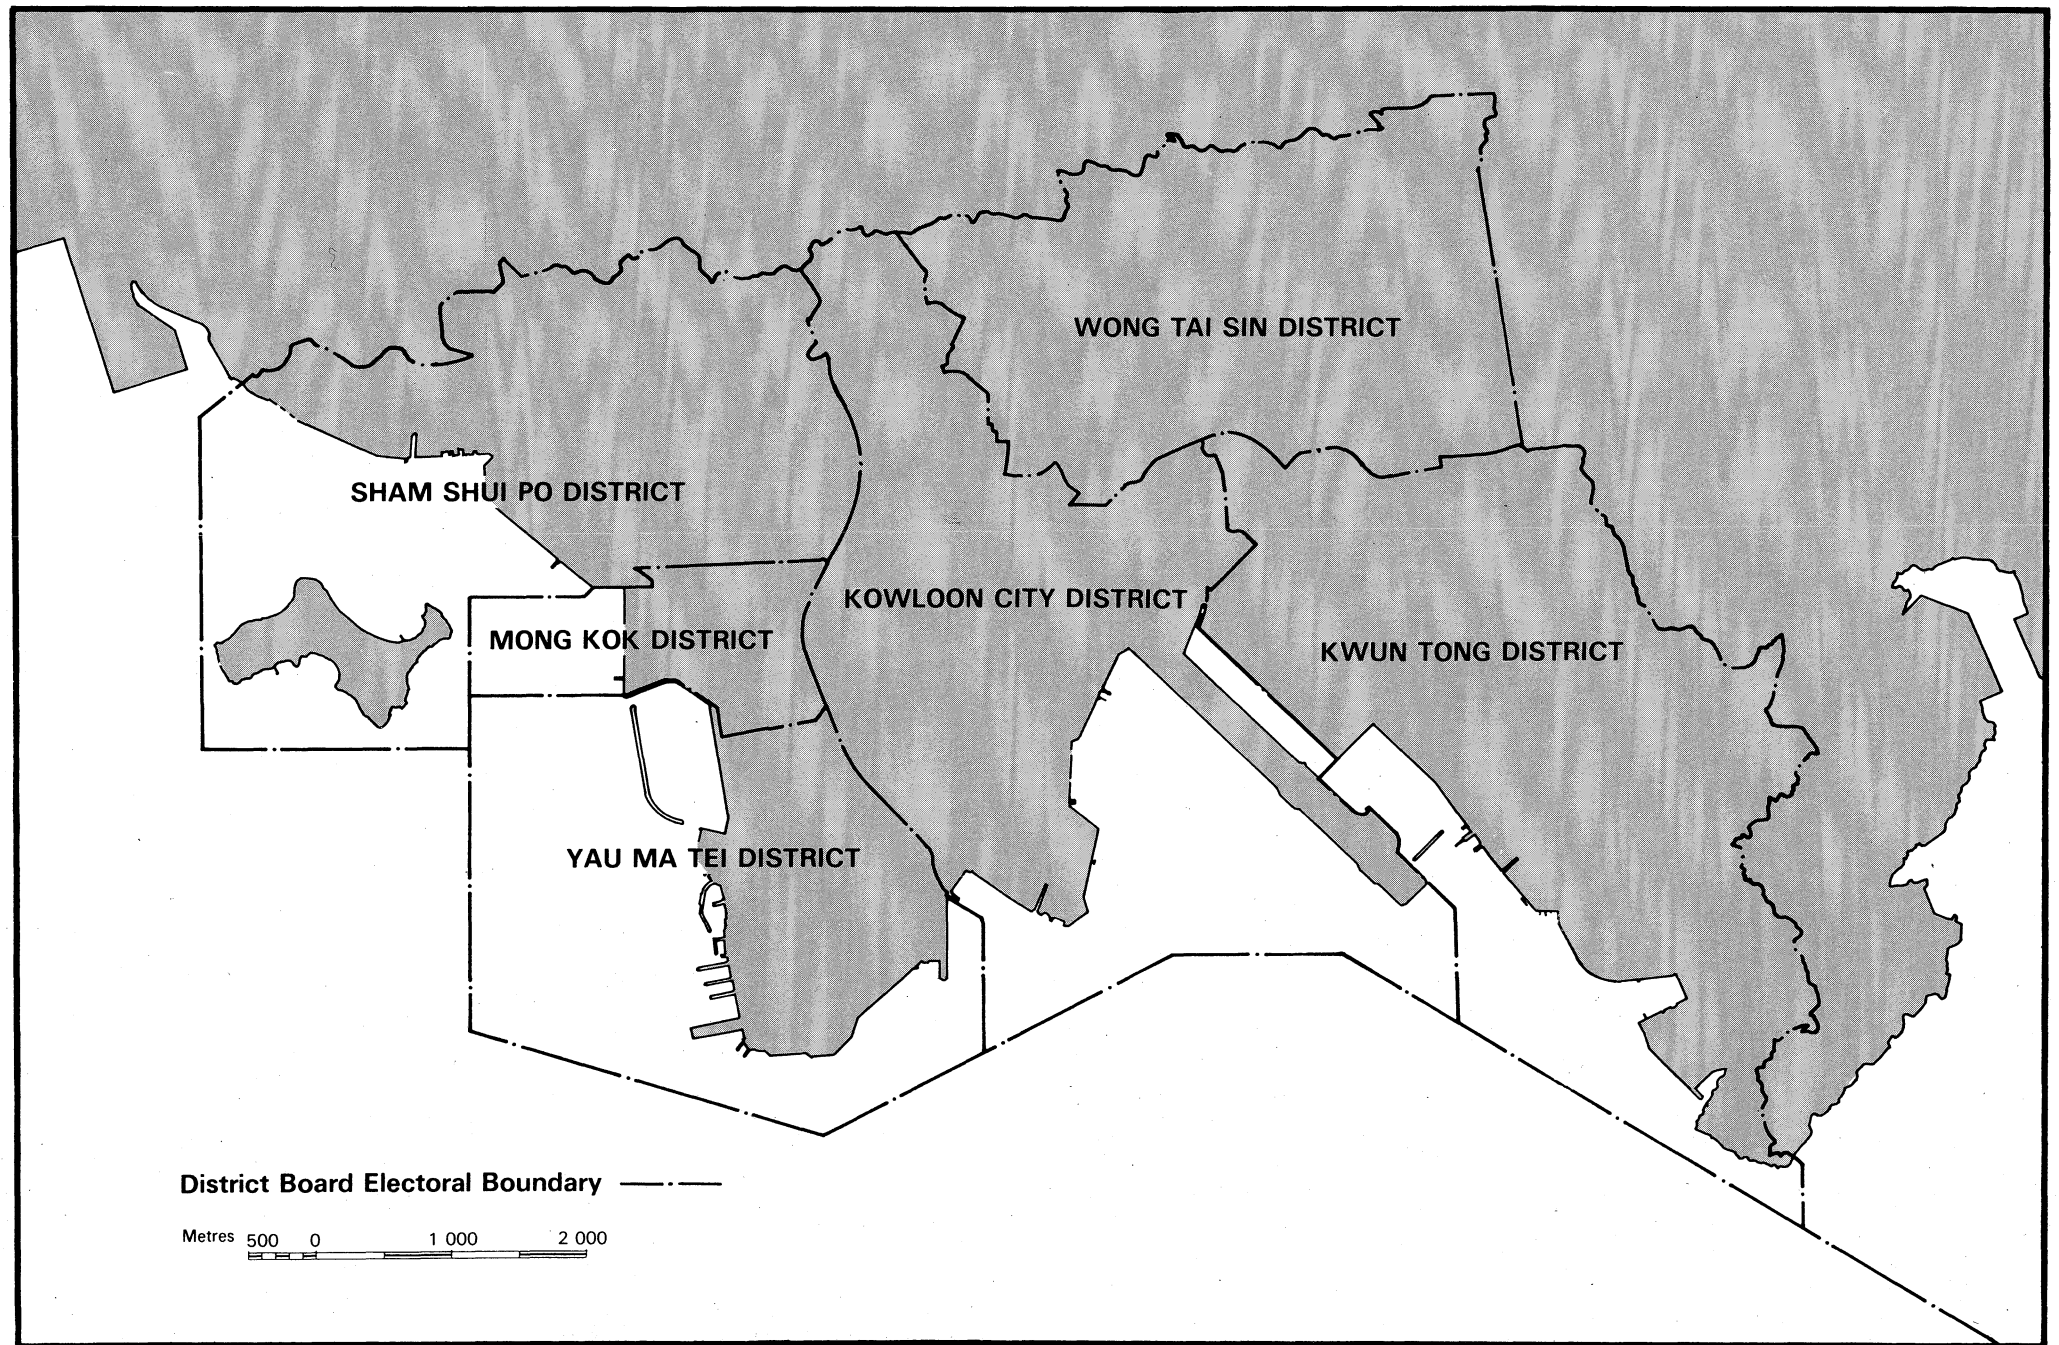 WONG TAI SIN DISTRICT
SHAM SHUI PO DISTRICT
KOWLOON CITY DISTRICT
MONG KOK DISTRICT
KWUN TONG DISTRICT
YAU MA TEI DISTRICT
District Board Electoral Boundary
Metres 500 0 1 000 2 000